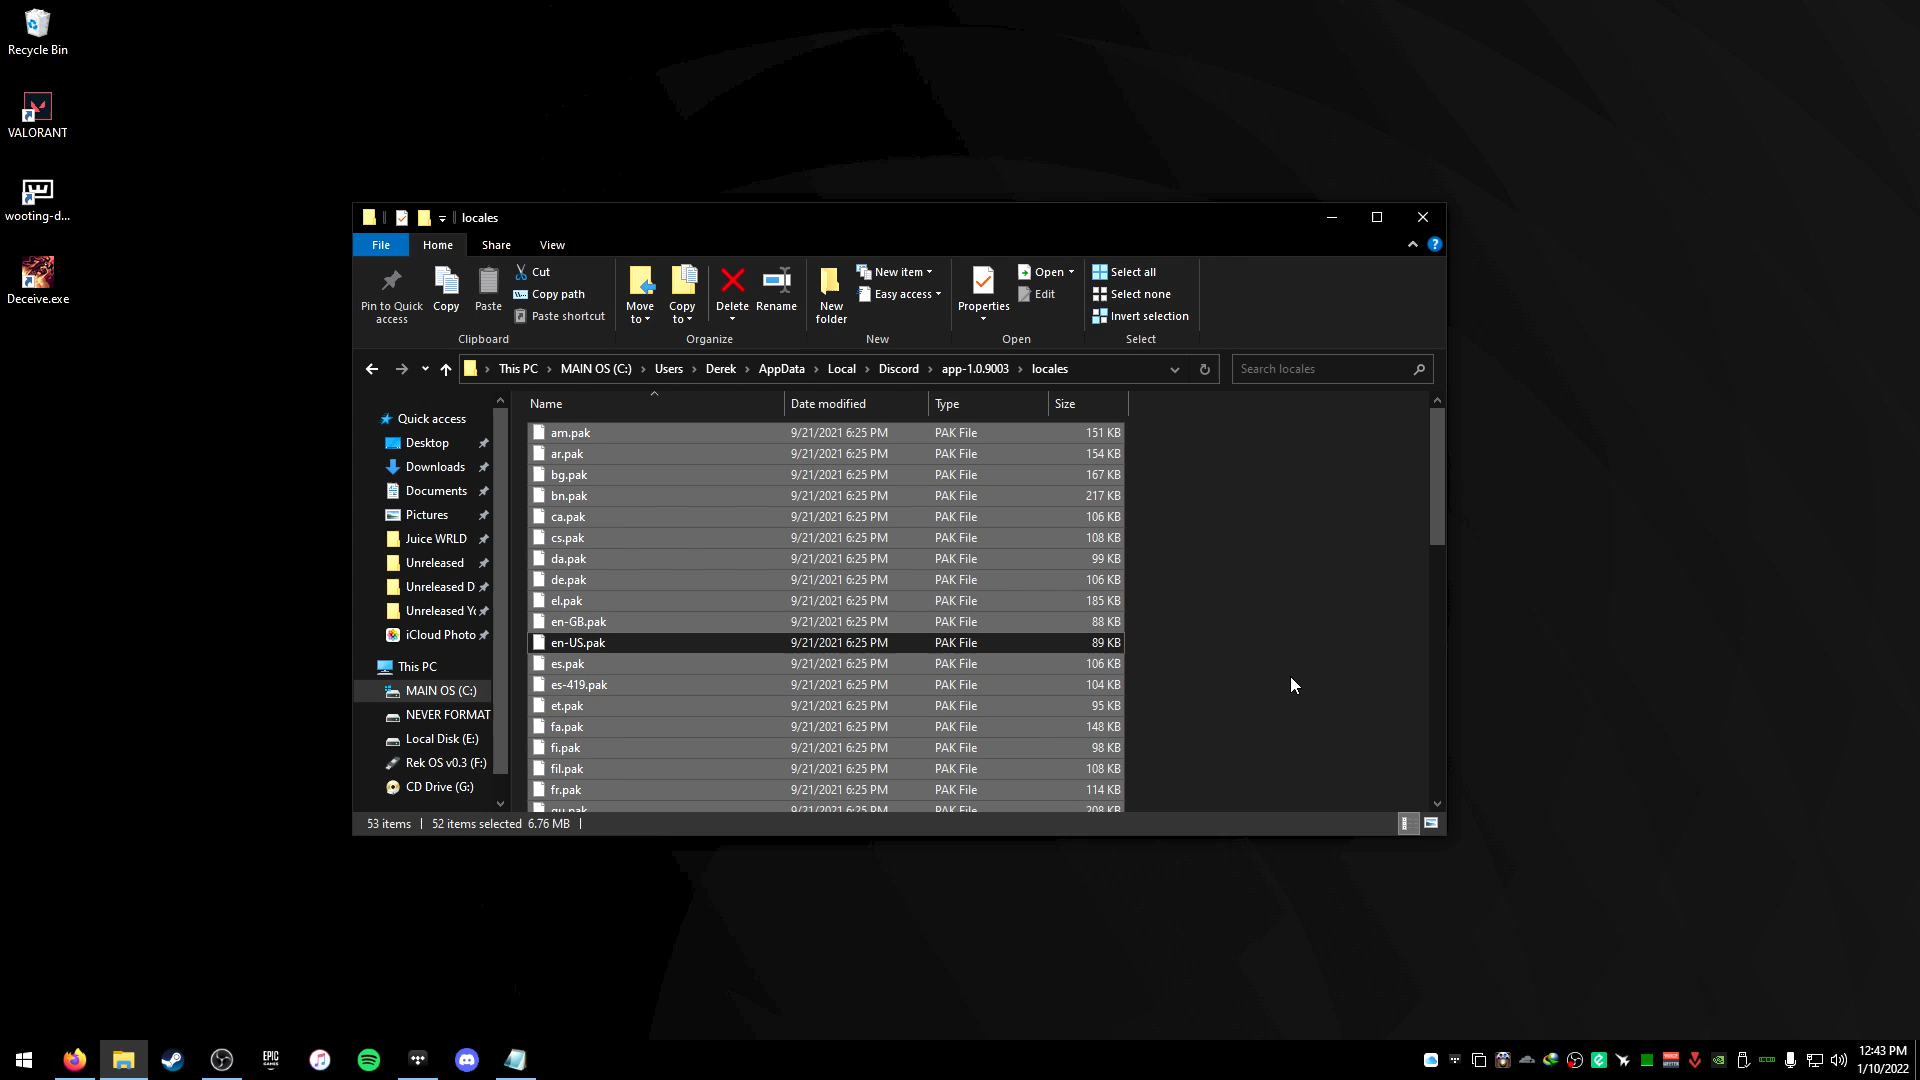 Recycle Bin
VALORANT
wooting-d...
Deceive.exe
locales
File Home Share View
Pin to Quick access
Copy
Paste
Cut
Copy path
Paste shortcut
Clipboard
Move to
Copy to
Delete
Rename
Organize
New folder
New item
Easy access
New
Properties
Open
Edit
Open
Select all
Select none
Invert selection
Select
This PC > MAIN OS (C:) > Users > Derek > AppData > Local > Discord > app-1.0.9003 > locales
Search locales
Quick access
Desktop
Downloads
Documents
Pictures
Juice WRLD
Unreleased
Unreleased D
Unreleased Y
iCloud Photo
This PC
MAIN OS (C:)
NEVER FORMAT
Local Disk (E:)
Rek OS v0.3 (F:)
CD Drive (G:)
Name Date modified Type Size
am.pak 9/21/2021 6:25 PM PAK File 151 KB
ar.pak 9/21/2021 6:25 PM PAK File 154 KB
bg.pak 9/21/2021 6:25 PM PAK File 167 KB
bn.pak 9/21/2021 6:25 PM PAK File 217 KB
ca.pak 9/21/2021 6:25 PM PAK File 106 KB
cs.pak 9/21/2021 6:25 PM PAK File 108 KB
da.pak 9/21/2021 6:25 PM PAK File 99 KB
de.pak 9/21/2021 6:25 PM PAK File 106 KB
el.pak 9/21/2021 6:25 PM PAK File 185 KB
en-GB.pak 9/21/2021 6:25 PM PAK File 88 KB
en-US.pak 9/21/2021 6:25 PM PAK File 89 KB
es.pak 9/21/2021 6:25 PM PAK File 106 KB
es-419.pak 9/21/2021 6:25 PM PAK File 104 KB
et.pak 9/21/2021 6:25 PM PAK File 95 KB
fa.pak 9/21/2021 6:25 PM PAK File 148 KB
fi.pak 9/21/2021 6:25 PM PAK File 98 KB
fil.pak 9/21/2021 6:25 PM PAK File 108 KB
fr.pak 9/21/2021 6:25 PM PAK File 114 KB
gu.pak 9/21/2021 6:25 PM PAK File 208 KB
53 items | 52 items selected 6.76 MB |
EPIC GAMES
12:43 PM
1/10/2022